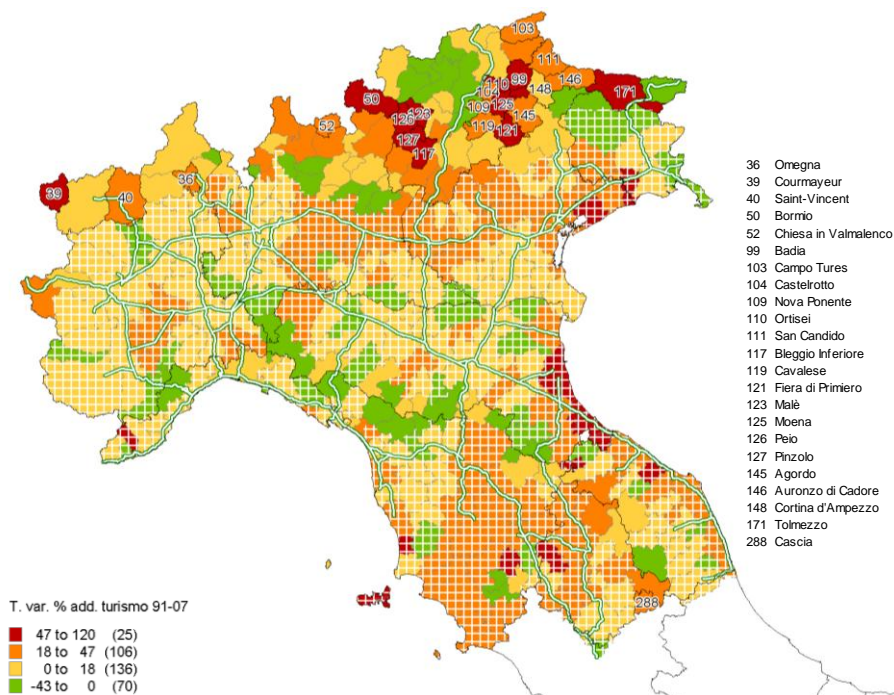 103
111
110
99
146
104
148
171
50
109
125
123
145
126
119
52
121
127
117
36
39
40
36 Omegna
39 Courmayeur
40 Saint-Vincent
50 Bormio
52 Chiesa in Valmalenco
99 Badia
103 Campo Tures
104 Castelrotto
109 Nova Ponente
110 Ortisei
111 San Candido
117 Bleggio Inferiore
119 Cavalese
121 Fiera di Primiero
123 Malè
125 Moena
126 Peio
127 Pinzolo
145 Agordo
146 Auronzo di Cadore
148 Cortina d'Ampezzo
171 Tolmezzo
288 Cascia
288
T. var. % add. turismo 91-07
47 to 120 (25)
18 to 47 (106)
0 to 18 (136)
-43 to 0 (70)